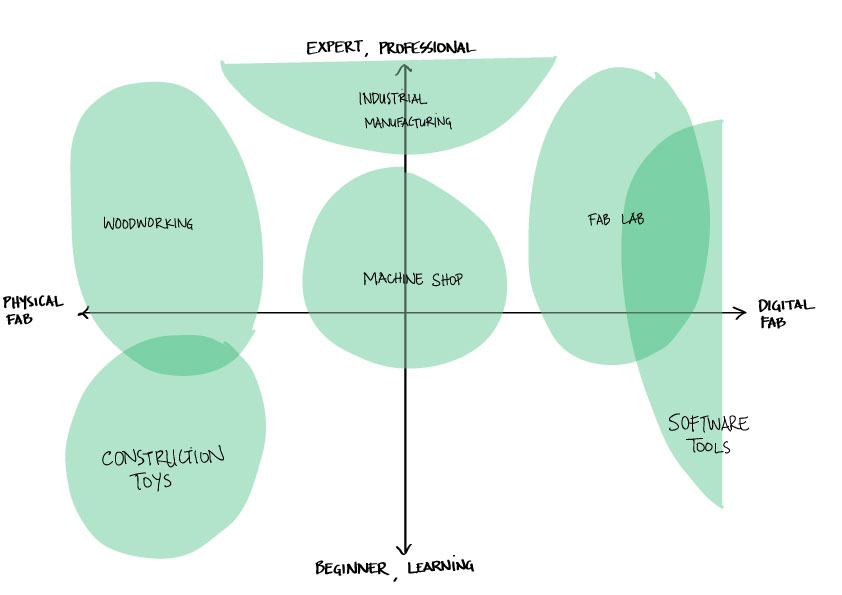 EXPERT, PROFESSIONAL
INDUSTRIAL
MANUFACTURING
WOODWORKING
FAB LAB
MACHINE SHOP
PHYSICAL
FAB
DIGITAL
FAB
SOFTWARE
TOOLS
CONSTRUCTION
TOYS
BEGINNER, LEARNING